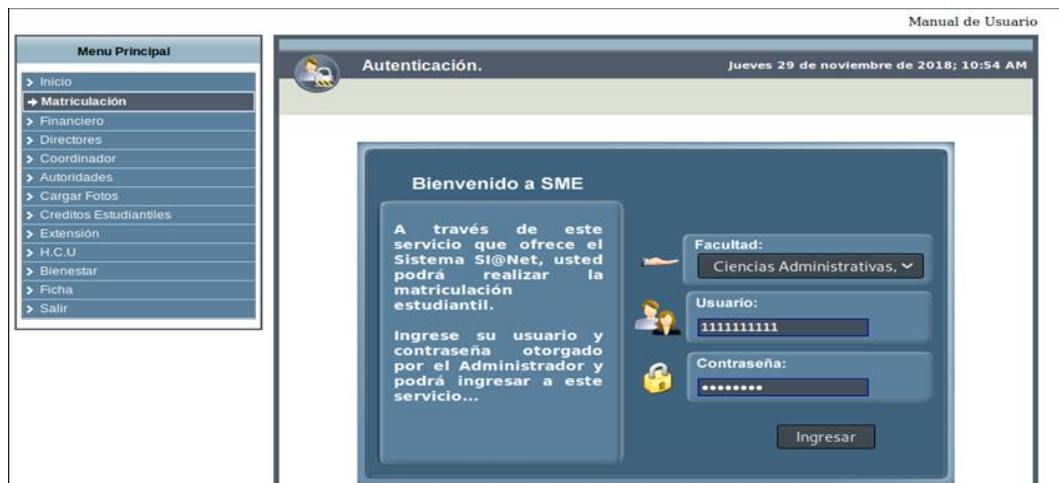 Manual de Usuario
Menu Principal
Inicio
Matriculación
Financiero
Directores
Coordinador
Autoridades
Cargar Fotos
Creditos Estudiantiles
Extensión
H.C.U
Bienestar
Ficha
Salir
Autenticación.
Jueves 29 de noviembre de 2018; 10:54 AM
Bienvenido a SME
A través de este
servicio que ofrece el
Sistema SI@Net, usted
podrá realizar la
matriculación
estudiantil.
Ingrese su usuario y
contraseña otorgado
por el Administrador y
podrá ingresar a este
servicio...
Facultad:
Ciencias Administrativas,
Usuario:
1111111111
Contraseña:
••••••••
Ingresar